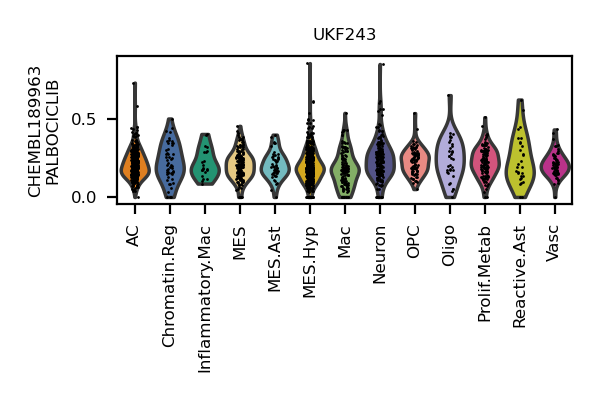 UKF243
CHEMBL189963
PALBOCICLIB
0.5
0.0
AC
Chromatin.Reg
Inflammatory.Mac
MES
MES.Ast
MES.Hyp
Mac
Neuron
OPC
Oligo
Prolif.Metab
Reactive.Ast
Vasc